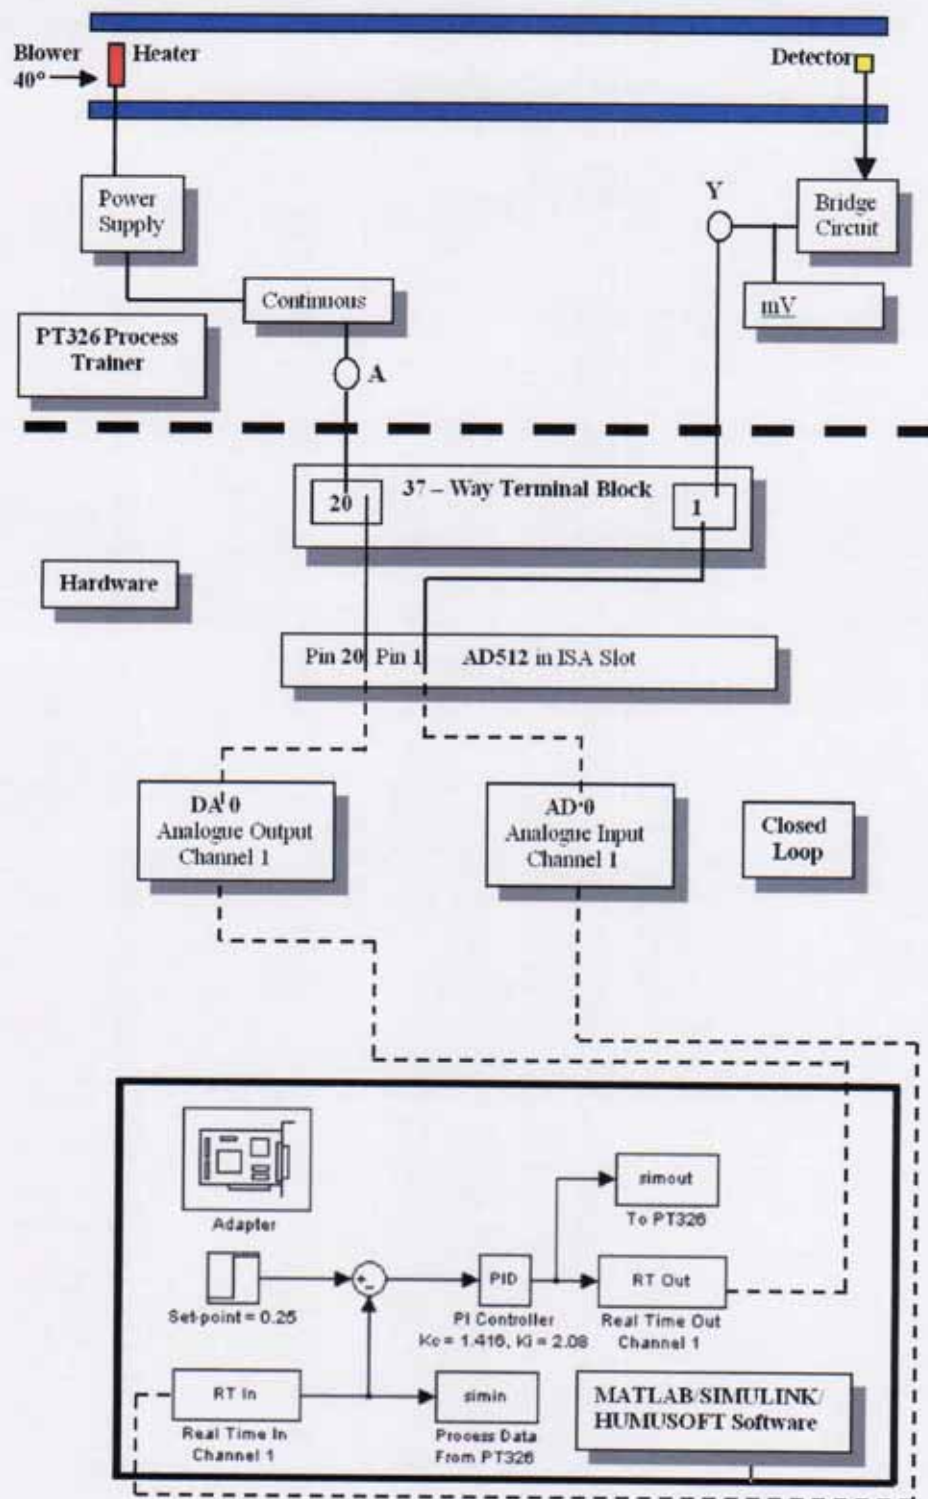 Blower
40°
Heater
Detector
Power
Supply
Y
Bridge
Circuit
Continuous
mV
PT326 Process
Trainer
A
37 – Way Terminal Block
20
1
Hardware
Pin 20
Pin 1
AD512 in ISA Slot
DA 0
Analogue Output
Channel 1
AD 0
Analogue Input
Channel 1
Closed
Loop
Adapter
simout
To PT326
Set-point = 0.25
+
-
PID
PI Controller
Kc = 1.416, Ki = 2.08
RT Out
Real Time Out
Channel 1
RT In
Real Time In
Channel 1
simin
Process Data
From PT326
MATLAB/SIMULINK/
HUMUSOFT Software